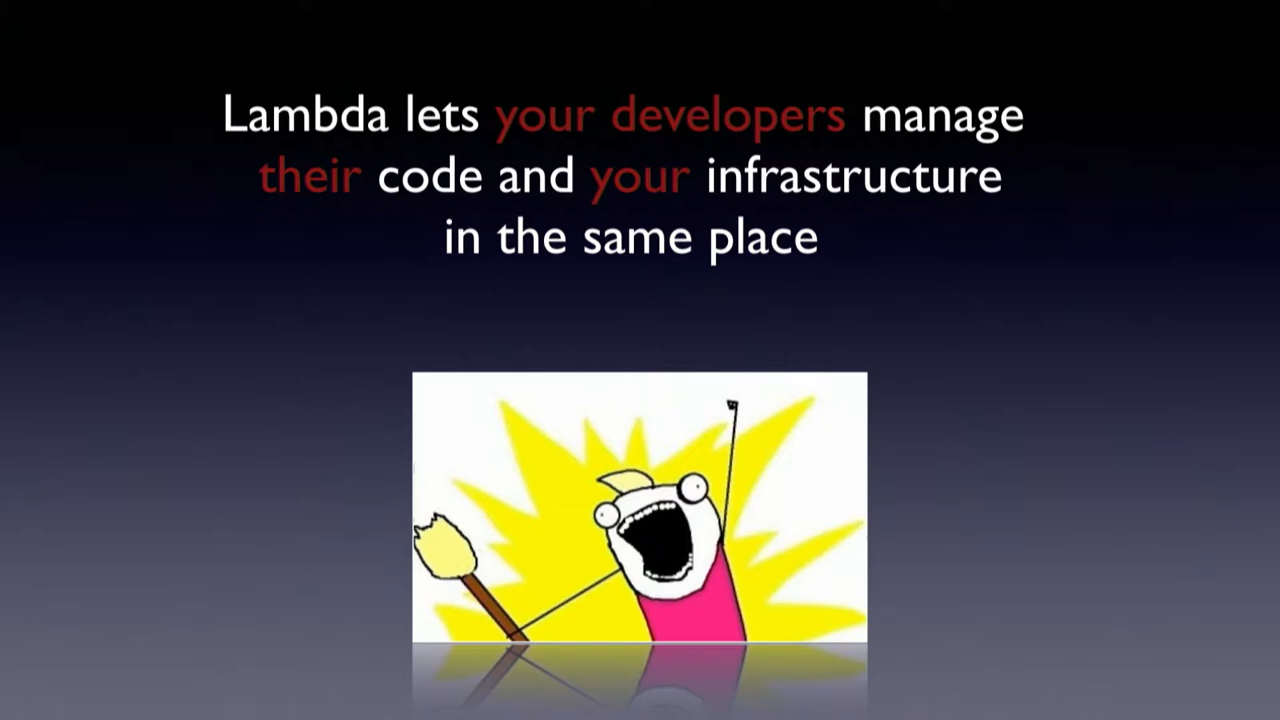 Lambda lets your developers manage
their code and your infrastructure
in the same place